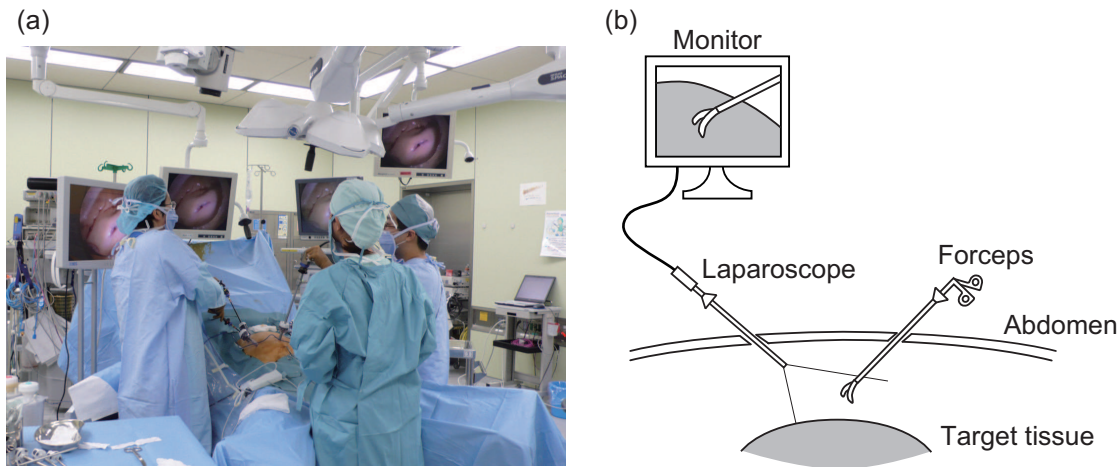 (a)
(b)
Monitor
Laparoscope
Forceps
Abdomen
Target tissue